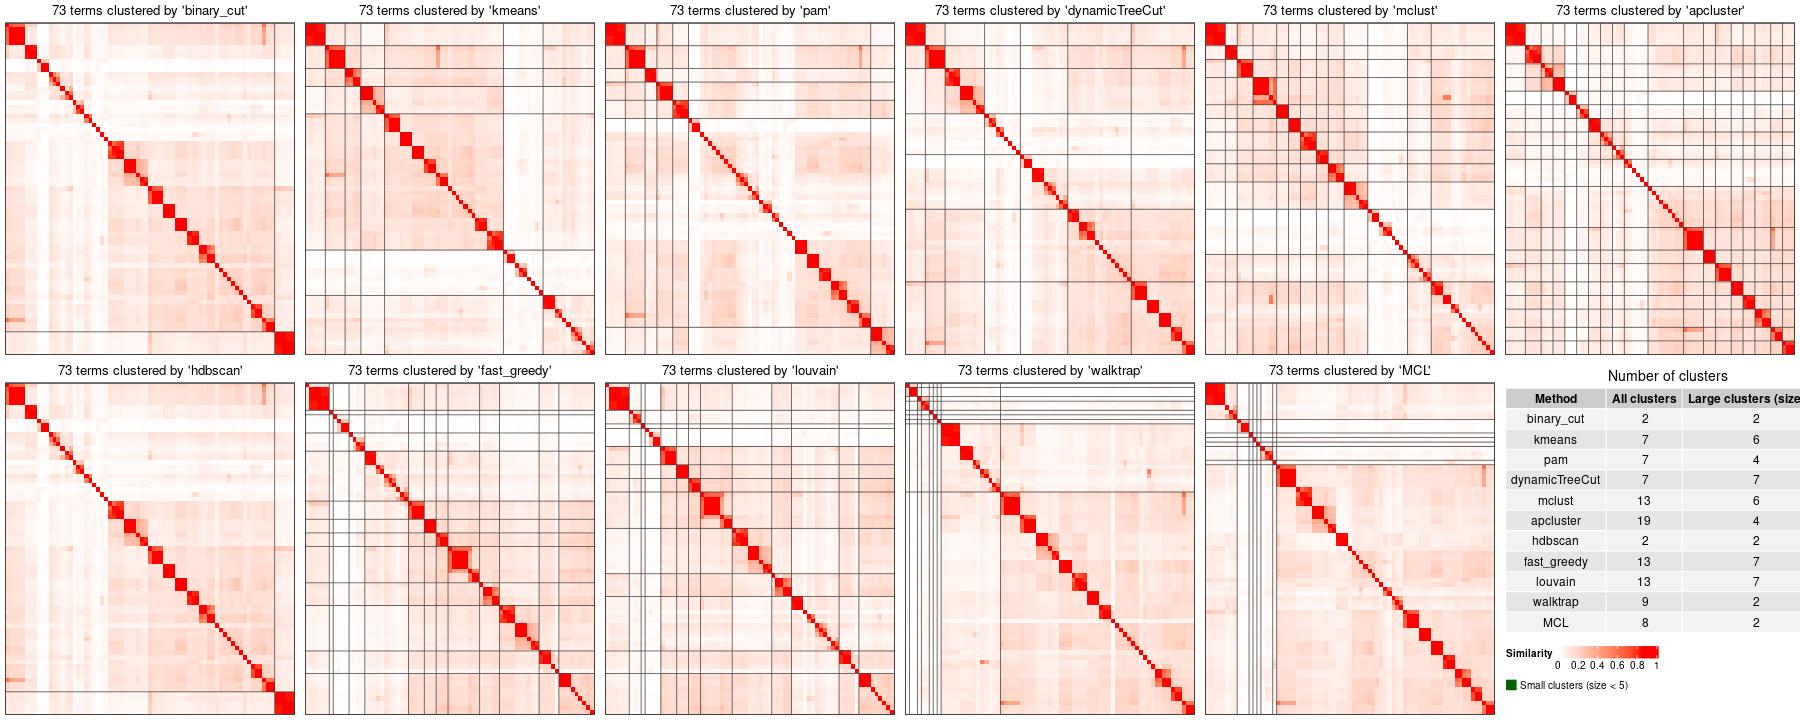 73 terms clustered by 'binary_cut'
73 terms clustered by 'kmeans'
73 terms clustered by 'pam'
73 terms clustered by 'dynamicTreeCut'
73 terms clustered by 'mclust'
73 terms clustered by 'apcluster'
73 terms clustered by 'hdbscan'
73 terms clustered by 'fast_greedy'
73 terms clustered by 'louvain'
73 terms clustered by 'walktrap'
73 terms clustered by 'MCL'
Number of clusters
Method All clusters Large clusters (size
binary_cut 2 2
kmeans 7 6
pam 7 4
dynamicTreeCut 7 7
mclust 13 6
apcluster 19 4
hdbscan 2 2
fast_greedy 13 7
louvain 13 7
walktrap 9 2
MCL 8 2
Similarity
0 0.2 0.4 0.6 0.8 1
Small clusters (size < 5)